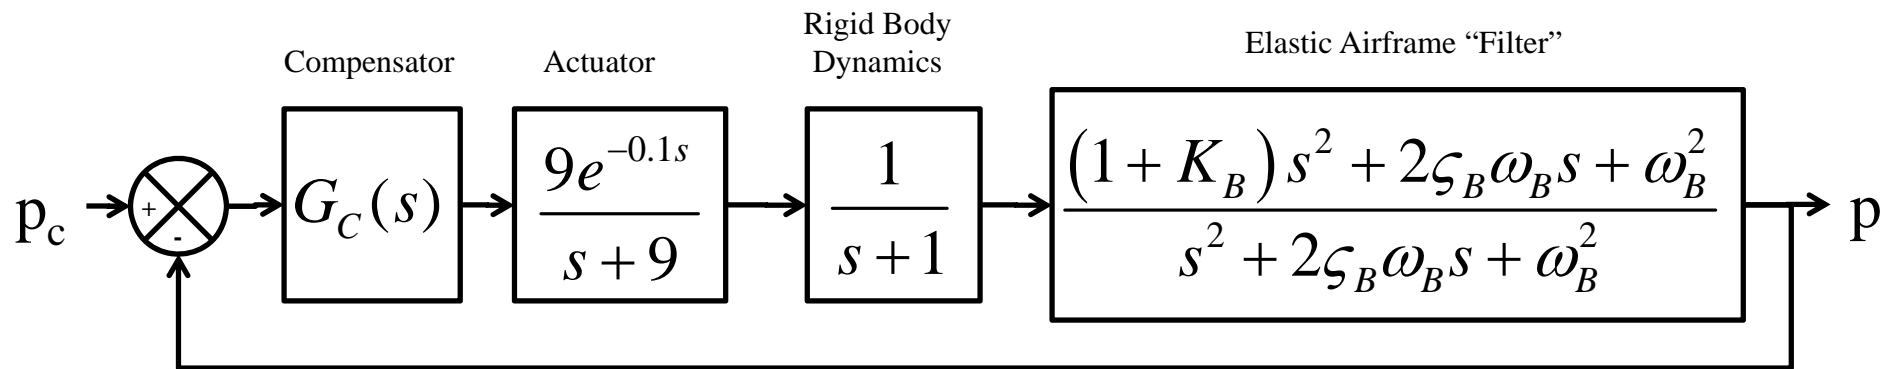 Compensator
Actuator
Rigid Body
Dynamics
Elastic Airframe “Filter”
p_c
+
-
G_C(s)
9e^{-0.1s}
s + 9
1
s + 1
(1 + K_B) s^2 + 2ς_B ω_B s + ω_B^2
s^2 + 2ς_B ω_B s + ω_B^2
p